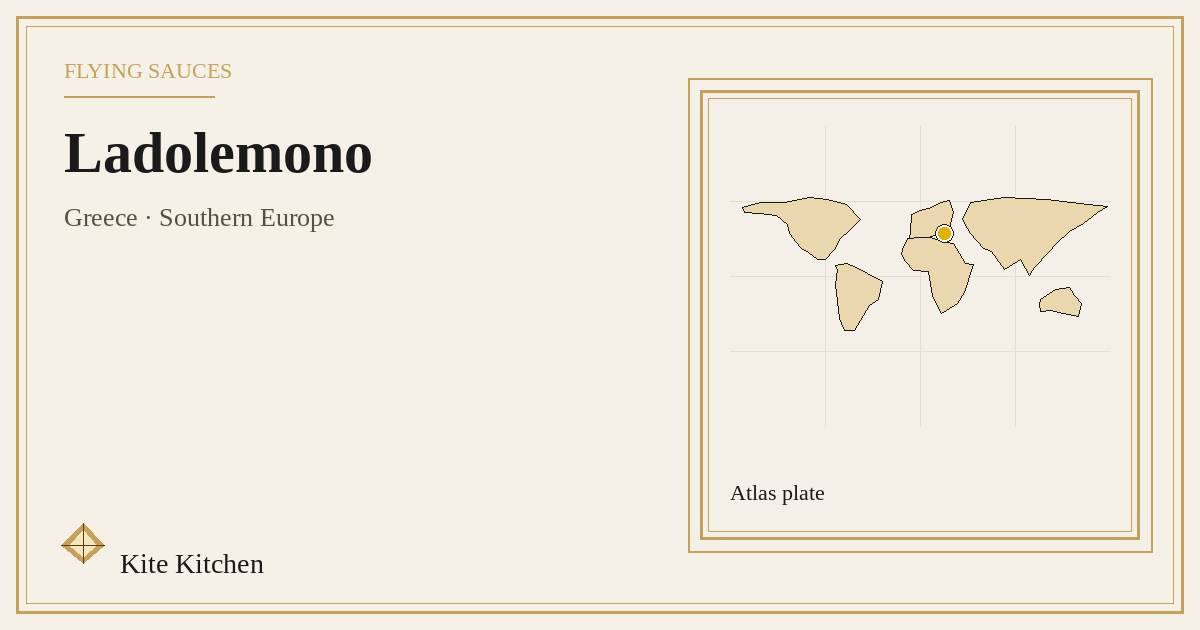 FLYING SAUCES
Ladolemono
Greece · Southern Europe
Atlas plate
Kite Kitchen